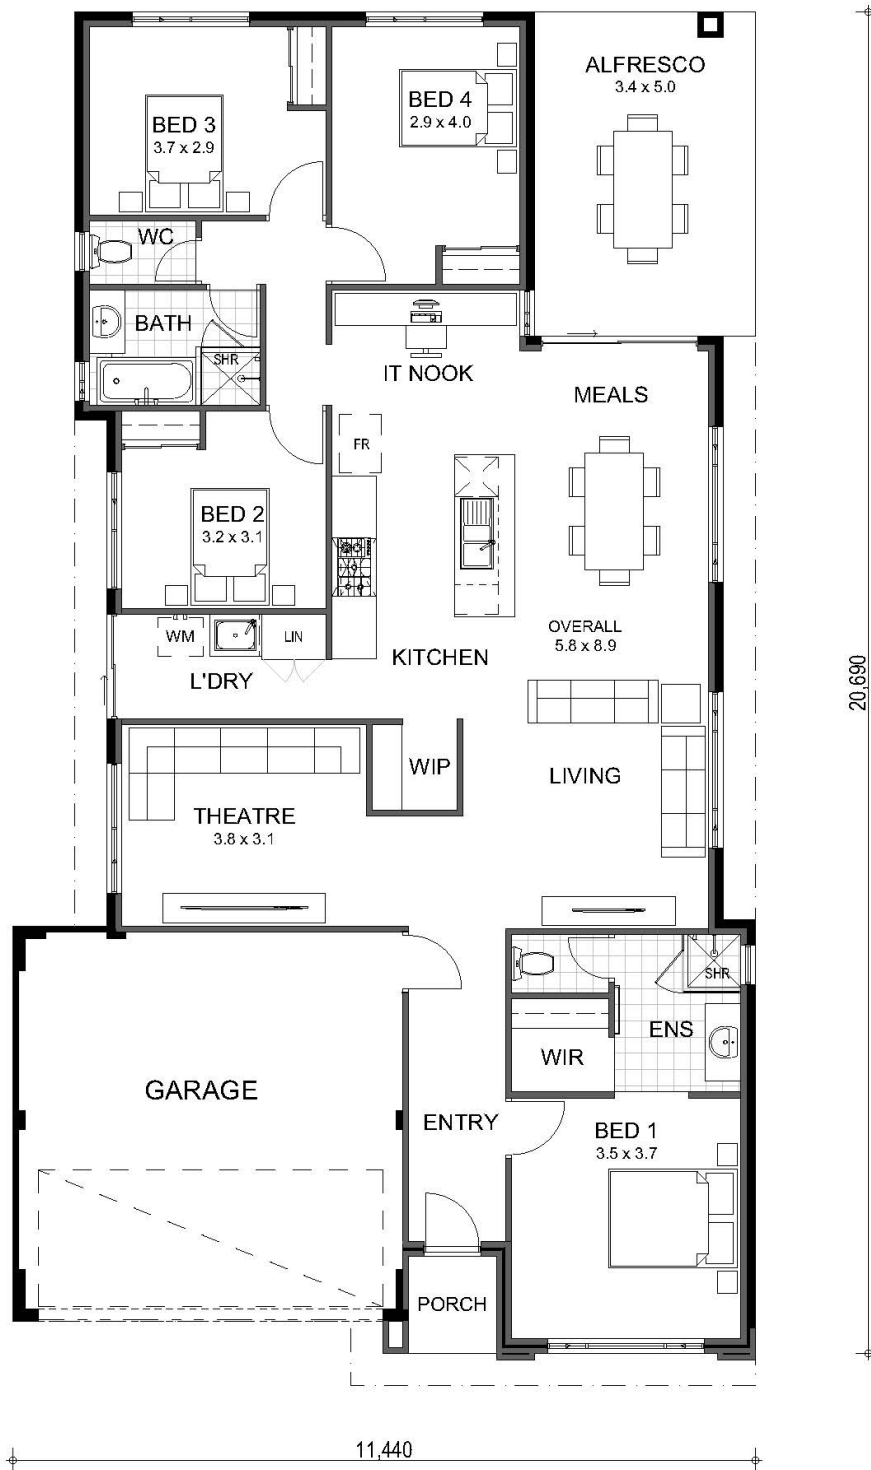 ALFRESCO
3.4 x 5.0
BED 4
2.9 x 4.0
BED 3
3.7 x 2.9
WC
BATH
SHR
IT NOOK
MEALS
FR
BED 2
3.2 x 3.1
OVERALL
5.8 x 8.9
WM
LIN
KITCHEN
L'DRY
20,690
WIP
LIVING
THEATRE
3.8 x 3.1
SHR
ENS
WIR
GARAGE
ENTRY
BED 1
3.5 x 3.7
PORCH
11,440